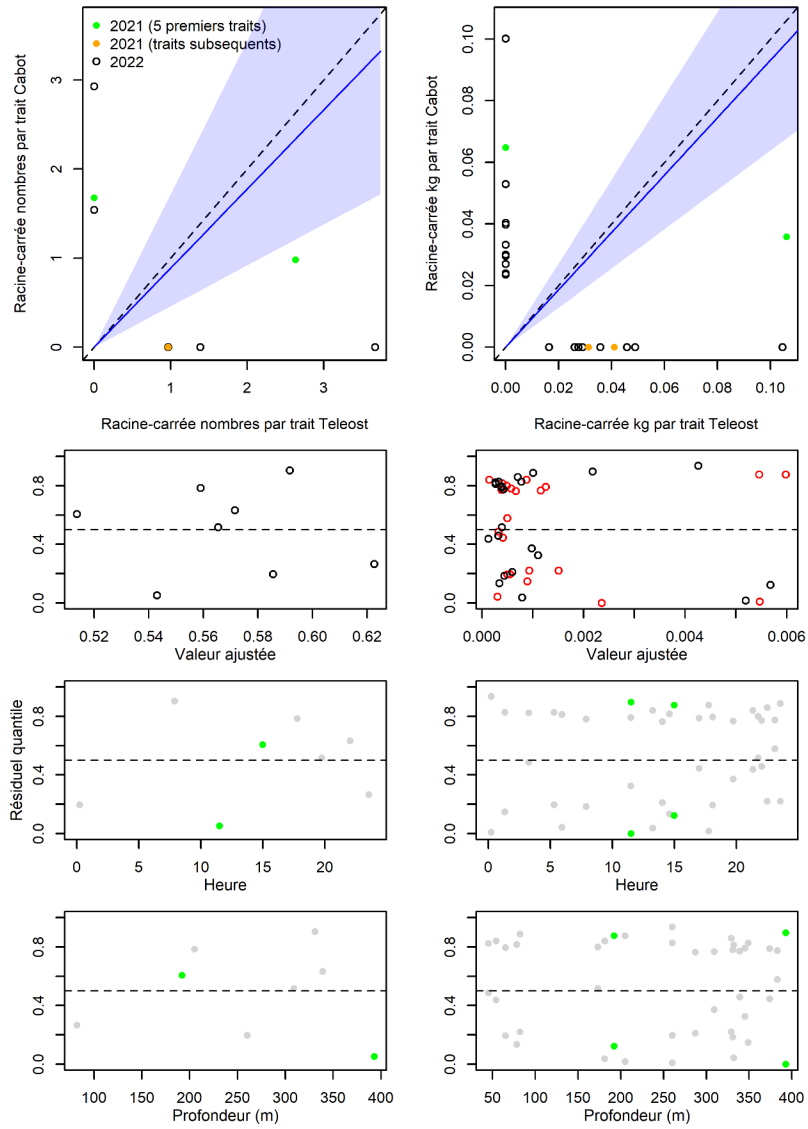 2021 (5 premiers traits)
2021 (traits subsequents)
2022
Racine-carrée nombres par trait Cabot
0 1 2 3
0 1 2 3
Racine-carrée nombres par trait Teleost
Racine-carrée kg par trait Cabot
0.00 0.02 0.04 0.06 0.08 0.10
0.00 0.02 0.04 0.06 0.08 0.10
Racine-carrée kg par trait Teleost
0.0 0.4 0.8
0.52 0.54 0.56 0.58 0.60 0.62
Valeur ajustée
0.0 0.4 0.8
0.000 0.002 0.004 0.006
Valeur ajustée
Résiduel quantile
0.0 0.4 0.8
0 5 10 15 20
Heure
0.0 0.4 0.8
0 5 10 15 20
Heure
0.0 0.4 0.8
100 150 200 250 300 350 400
Profondeur (m)
0.0 0.4 0.8
50 100 150 200 250 300 350 400
Profondeur (m)